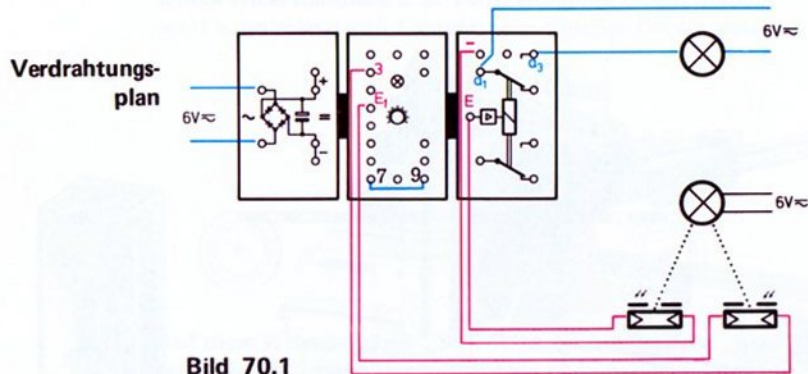 Verdrahtungs-
plan
6V≂
~
+
=
-
3
E₁
7 9
-
a₁
a₃
E
6V≂
6V≂
Bild 70.1